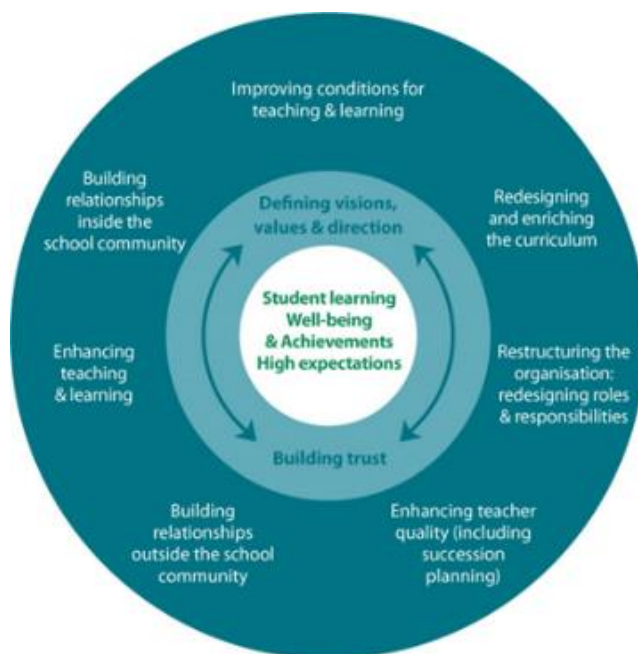 Improving conditions for
teaching & learning
Building
relationships
inside the
school community
Defining visions,
values & direction
Redesigning
and enriching
the curriculum
Student learning
Well-being
& Achievements
High expectations
Enhancing
teaching
& learning
Restructuring the
organisation:
redesigning roles
& responsibilities
Building trust
Building
relationships
outside the school
community
Enhancing teacher
quality (including
succession
planning)